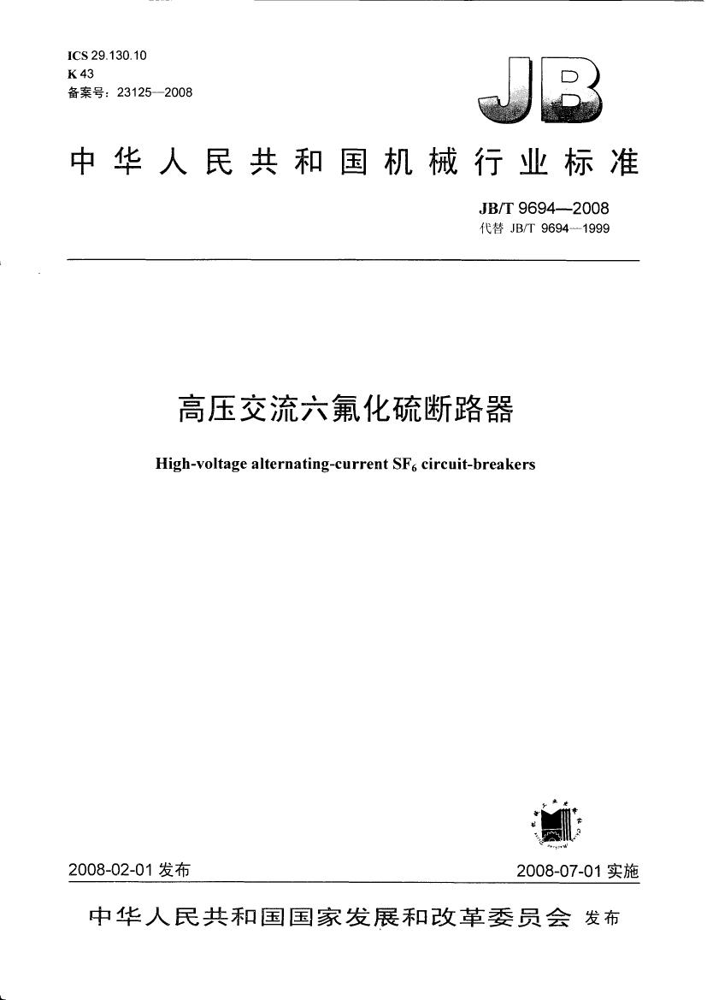 ICS 29.130.10
K 43
备案号：23125—2008
JB
中华人民共和国机械行业标准
JB/T 9694—2008
代替 JB/T 9694—1999
高压交流六氟化硫断路器
High-voltage alternating-current SF₆ circuit-breakers
2008-02-01 发布
2008-07-01 实施
中华人民共和国国家发展和改革委员会 发布